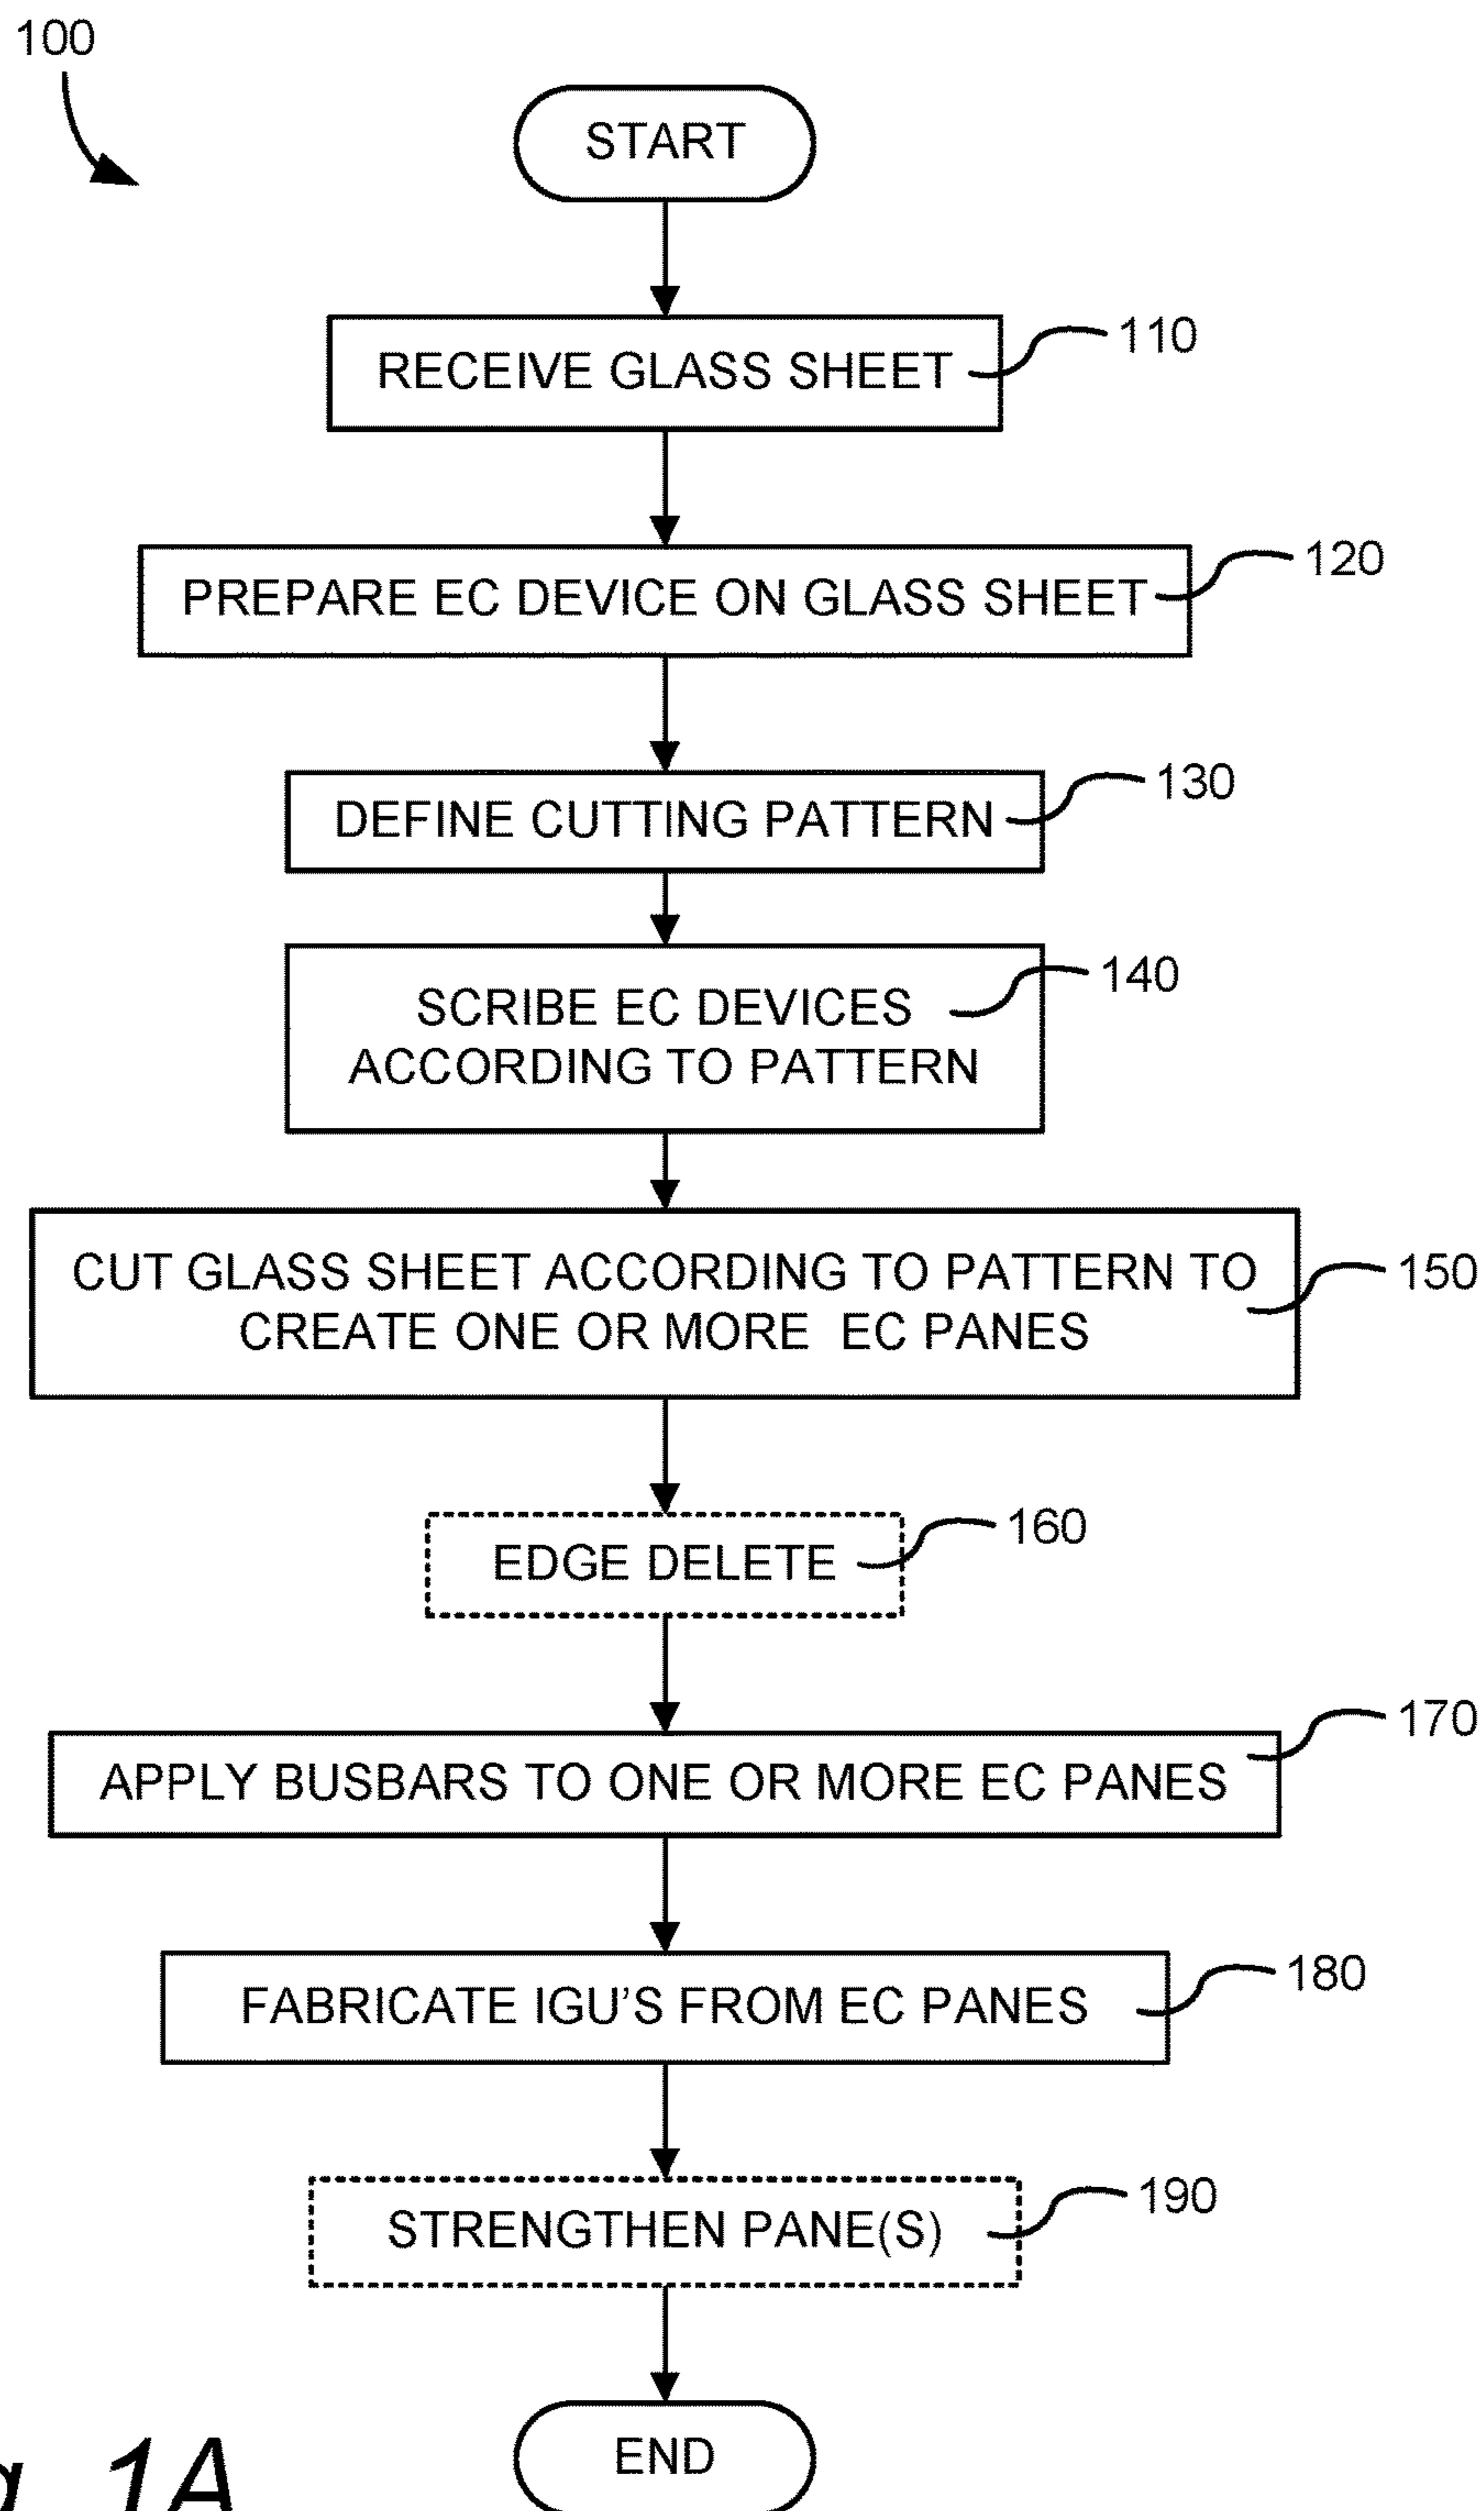 100
START
RECEIVE GLASS SHEET
110
PREPARE EC DEVICE ON GLASS SHEET
120
DEFINE CUTTING PATTERN
130
SCRIBE EC DEVICES
ACCORDING TO PATTERN
140
CUT GLASS SHEET ACCORDING TO PATTERN TO
CREATE ONE OR MORE EC PANES
150
EDGE DELETE
160
APPLY BUSBARS TO ONE OR MORE EC PANES
170
FABRICATE IGU'S FROM EC PANES
180
STRENGTHEN PANE(S)
190
END
1A